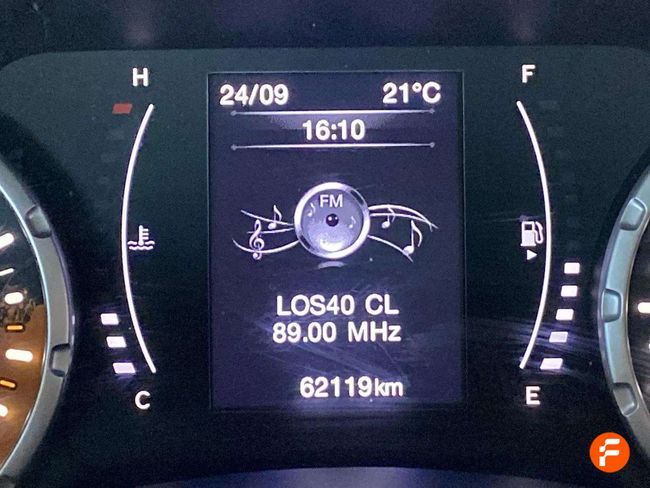 H
F
24/09 21°C
16:10
FM
LOS40 CL
89.00 MHz
62119km
C
E